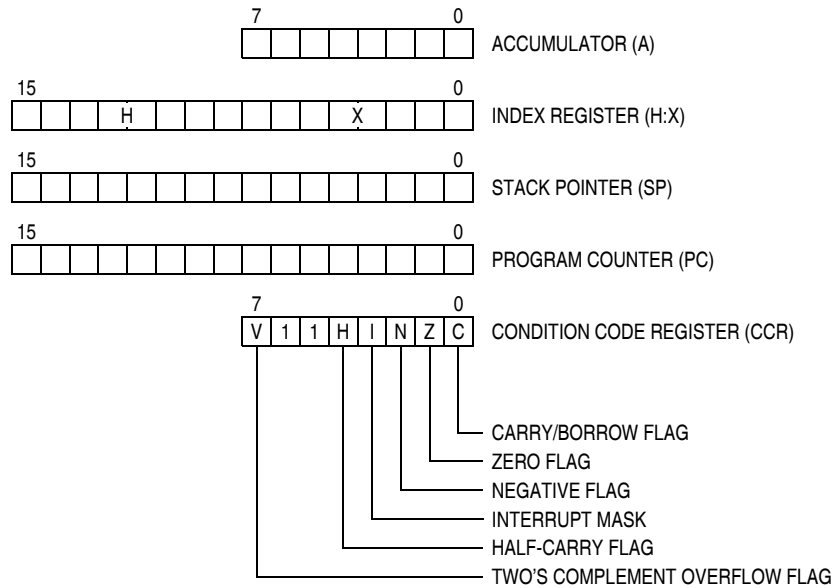 7 0
ACCUMULATOR (A)
15 0
H X INDEX REGISTER (H:X)
15 0
STACK POINTER (SP)
15 0
PROGRAM COUNTER (PC)
7 0
V 1 1 H I N Z C CONDITION CODE REGISTER (CCR)
CARRY/BORROW FLAG
ZERO FLAG
NEGATIVE FLAG
INTERRUPT MASK
HALF-CARRY FLAG
TWO'S COMPLEMENT OVERFLOW FLAG